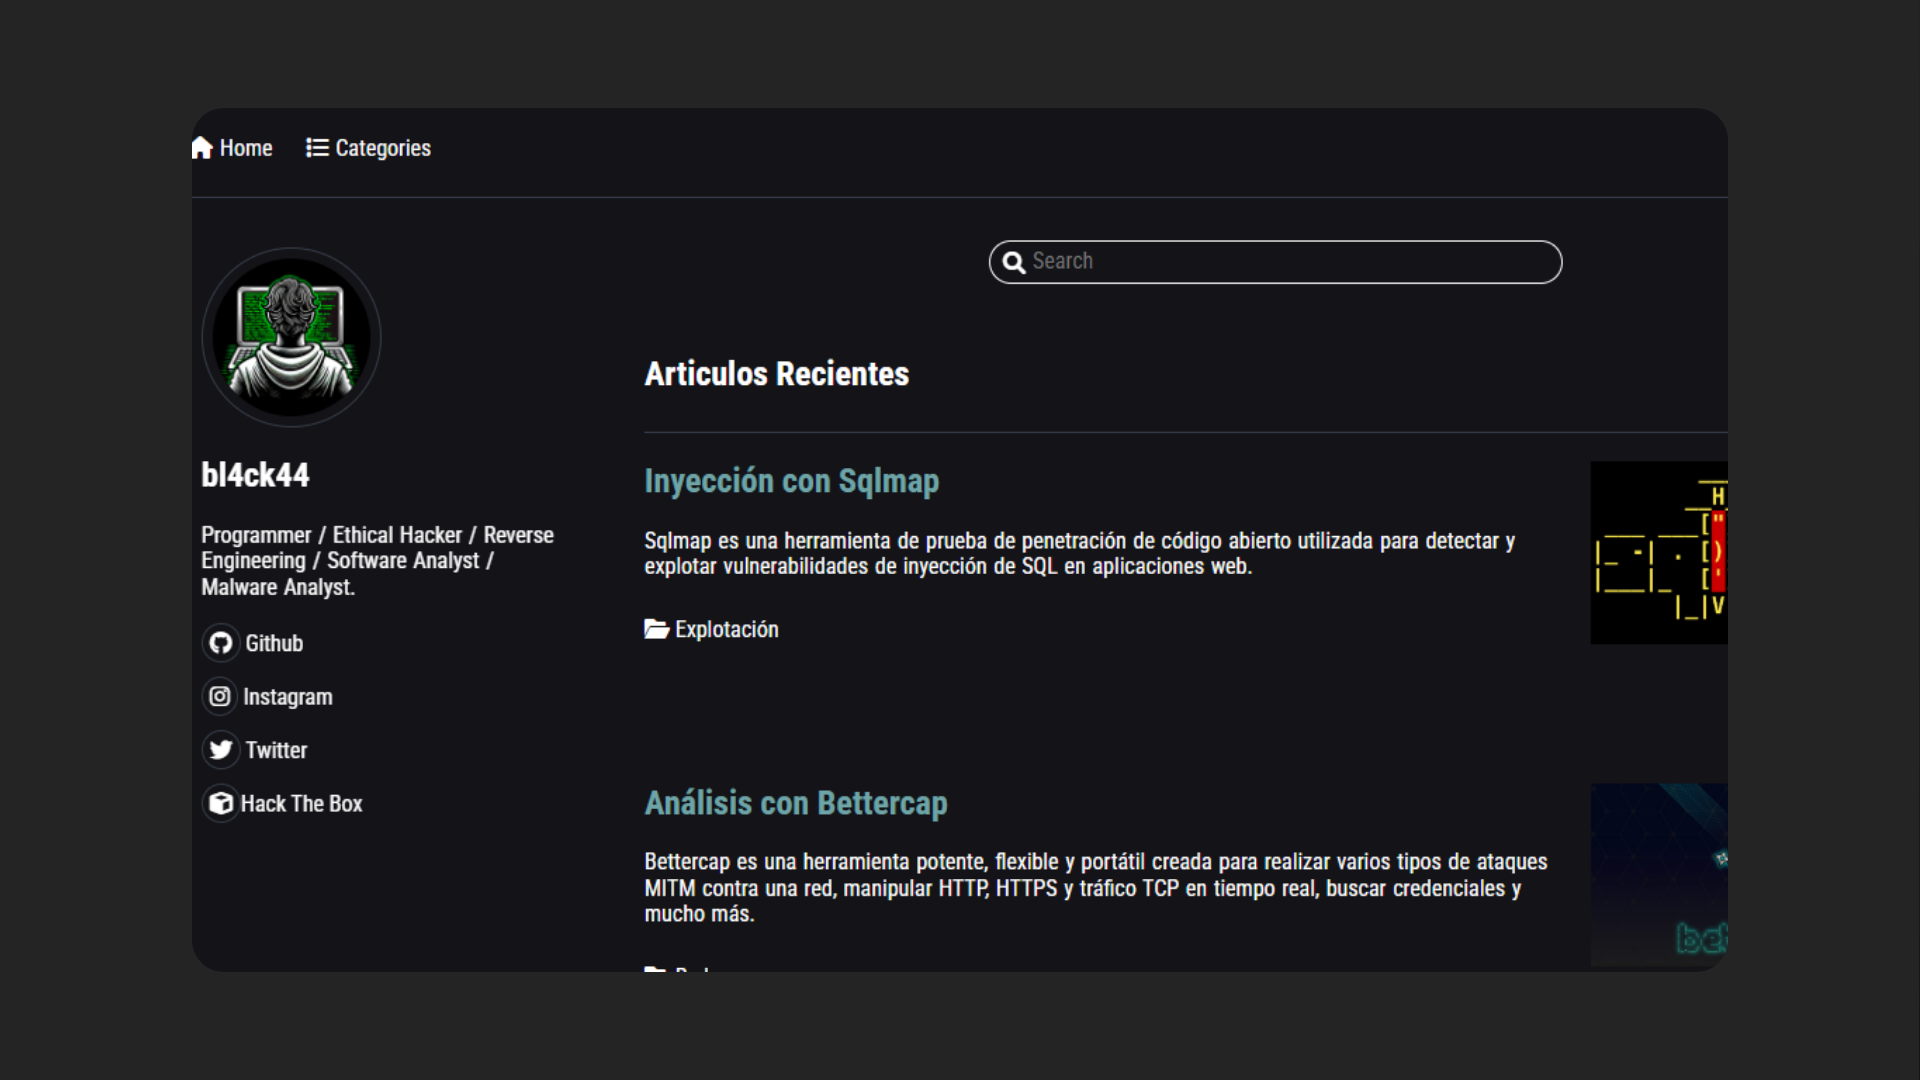 Home
Categories
Search
Articulos Recientes
bl4ck44
Programmer / Ethical Hacker / Reverse
Engineering / Software Analyst /
Malware Analyst.
Github
Instagram
Twitter
Hack The Box
Inyección con Sqlmap
Sqlmap es una herramienta de prueba de penetración de código abierto utilizada para detectar y
explotar vulnerabilidades de inyección de SQL en aplicaciones web.
Explotación
Análisis con Bettercap
Bettercap es una herramienta potente, flexible y portátil creada para realizar varios tipos de ataques
MITM contra una red, manipular HTTP, HTTPS y tráfico TCP en tiempo real, buscar credenciales y
mucho más.